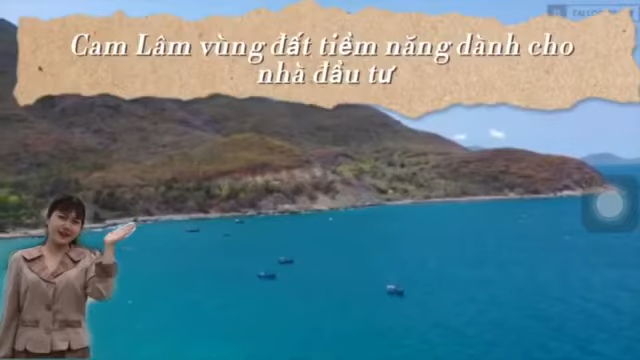 Cam Lâm vùng đất tiềm năng dành cho
nhà đầu tư